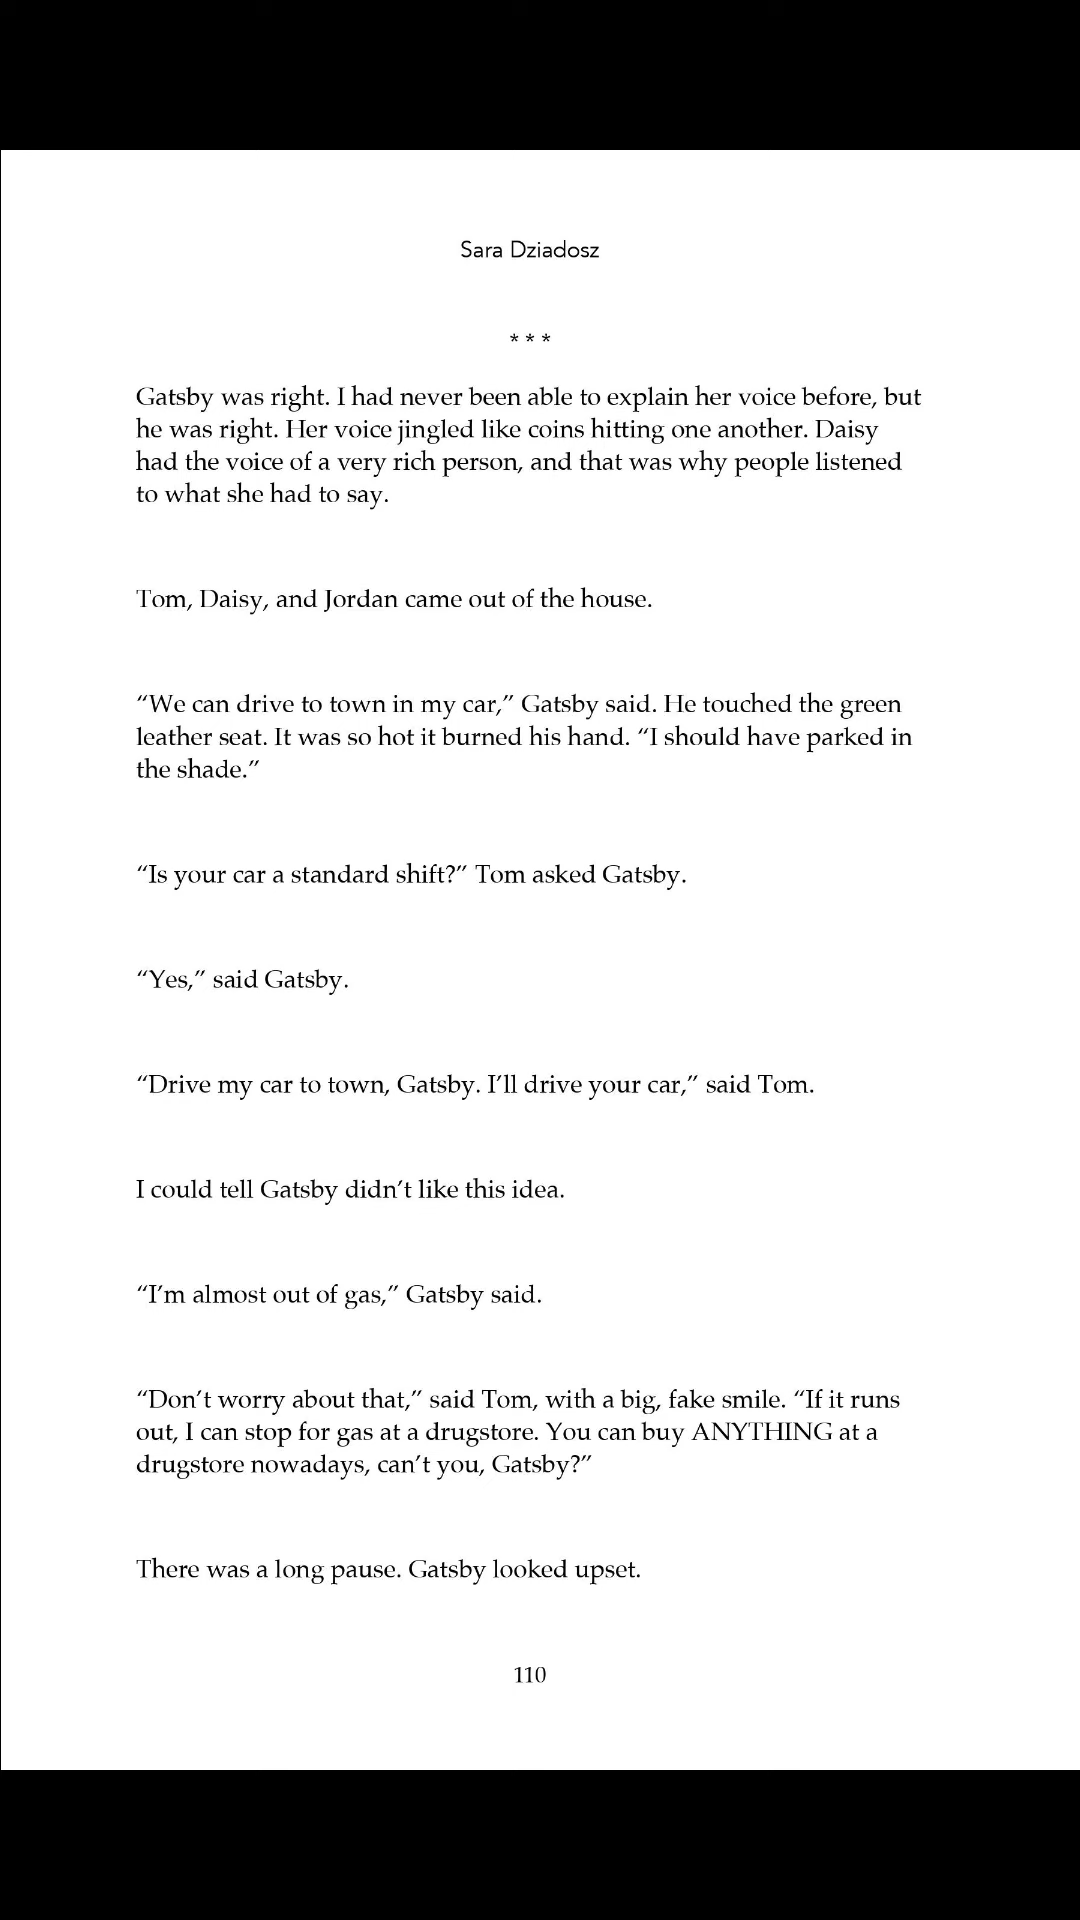 Sara Dziadosz
* * *
Gatsby was right. I had never been able to explain her voice before, but
he was right. Her voice jingled like coins hitting one another. Daisy
had the voice of a very rich person, and that was why people listened
to what she had to say.
Tom, Daisy, and Jordan came out of the house.
“We can drive to town in my car,” Gatsby said. He touched the green
leather seat. It was so hot it burned his hand. “I should have parked in
the shade.”
“Is your car a standard shift?” Tom asked Gatsby.
“Yes,” said Gatsby.
“Drive my car to town, Gatsby. I’ll drive your car,” said Tom.
I could tell Gatsby didn’t like this idea.
“I’m almost out of gas,” Gatsby said.
“Don’t worry about that,” said Tom, with a big, fake smile. “If it runs
out, I can stop for gas at a drugstore. You can buy ANYTHING at a
drugstore nowadays, can’t you, Gatsby?”
There was a long pause. Gatsby looked upset.
110